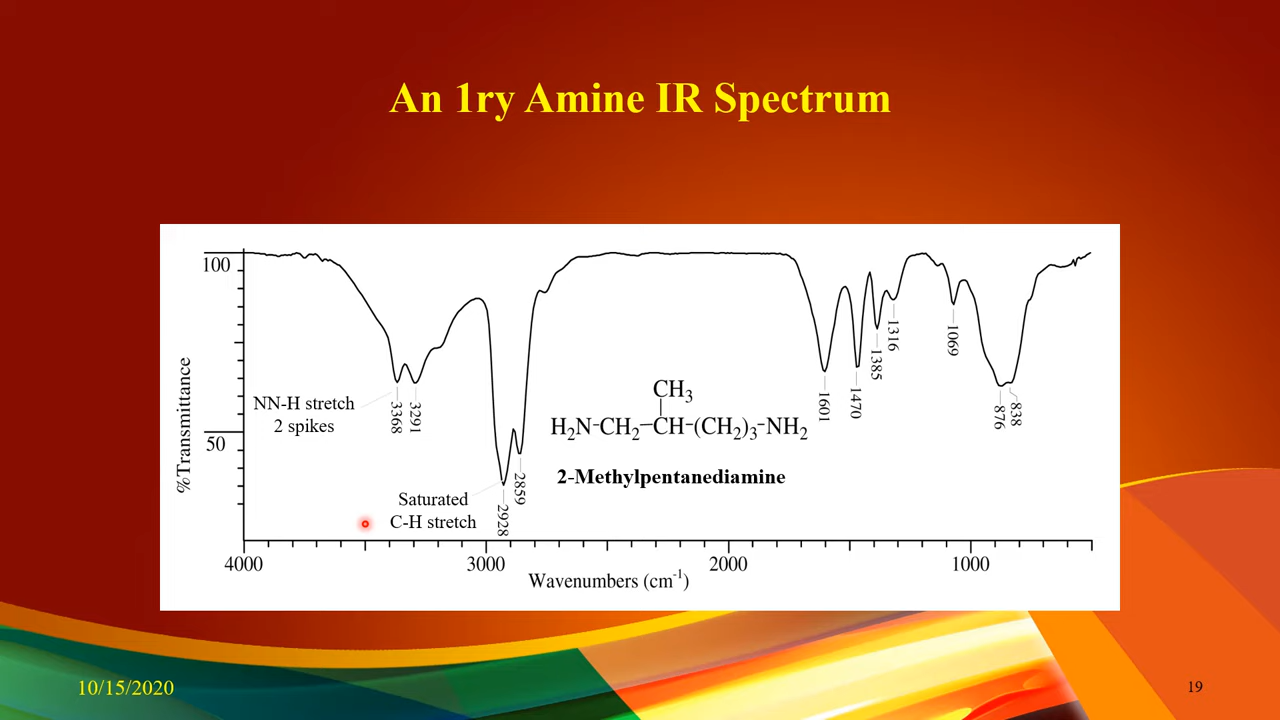 An 1ry Amine IR Spectrum
100
50
%Transmittance
NN-H stretch
2 spikes
3368
3291
Saturated
C-H stretch
2928
2859
CH₃
H₂N-CH₂-CH-(CH₂)₃-NH₂
2-Methylpentanediamine
1601
1470
1385
1316
1069
876
838
4000
3000
2000
1000
Wavenumbers (cm⁻¹)
10/15/2020
19